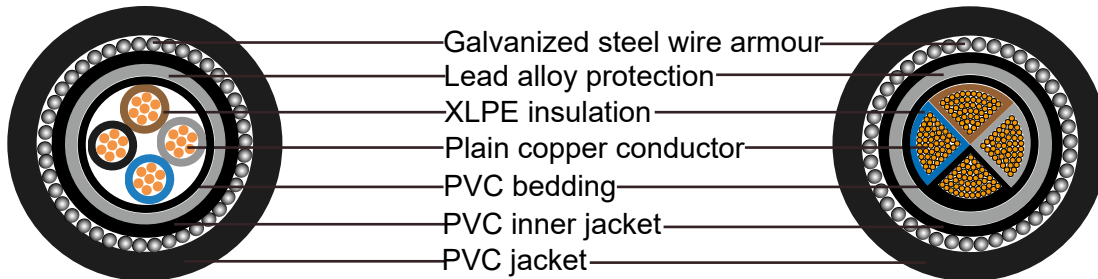 Galvanized steel wire armour
Lead alloy protection
XLPE insulation
Plain copper conductor
PVC bedding
PVC inner jacket
PVC jacket